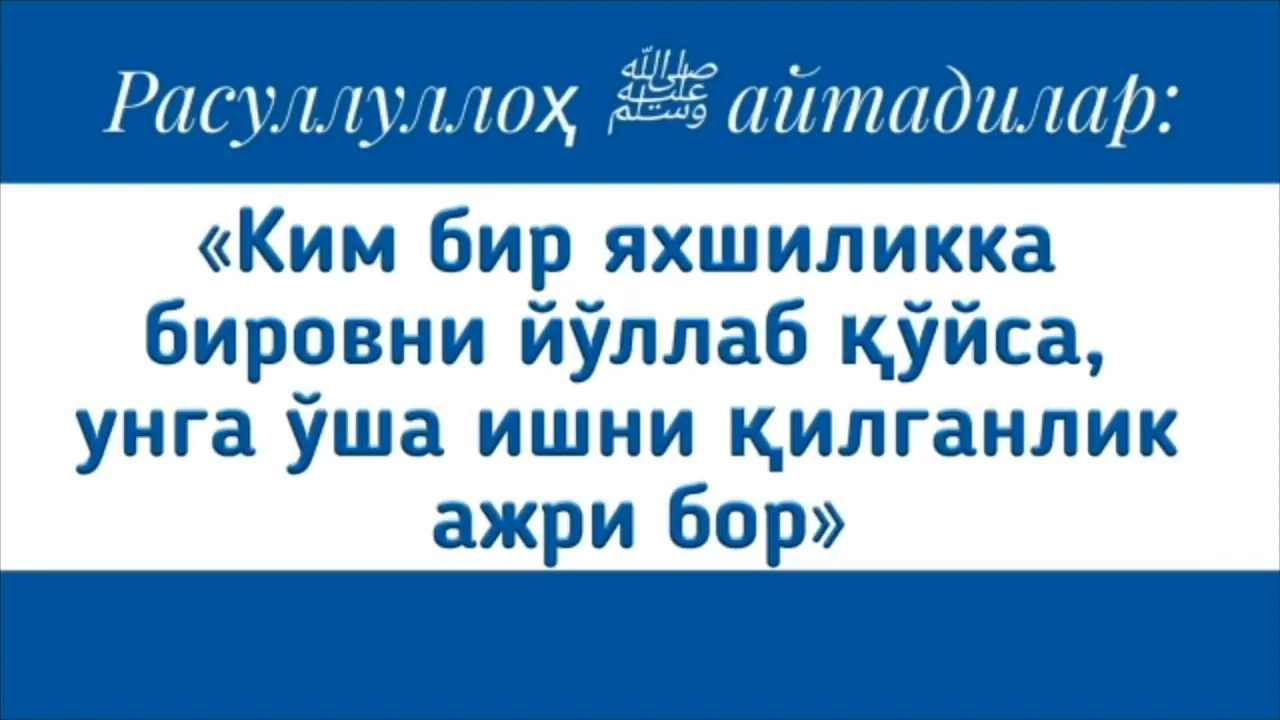 Расуллуллоҳ ﷺ айтадилар:
«Ким бир яхшиликка
бировни йўллаб қўйса,
унга ўша ишни қилганлик
ажри бор»